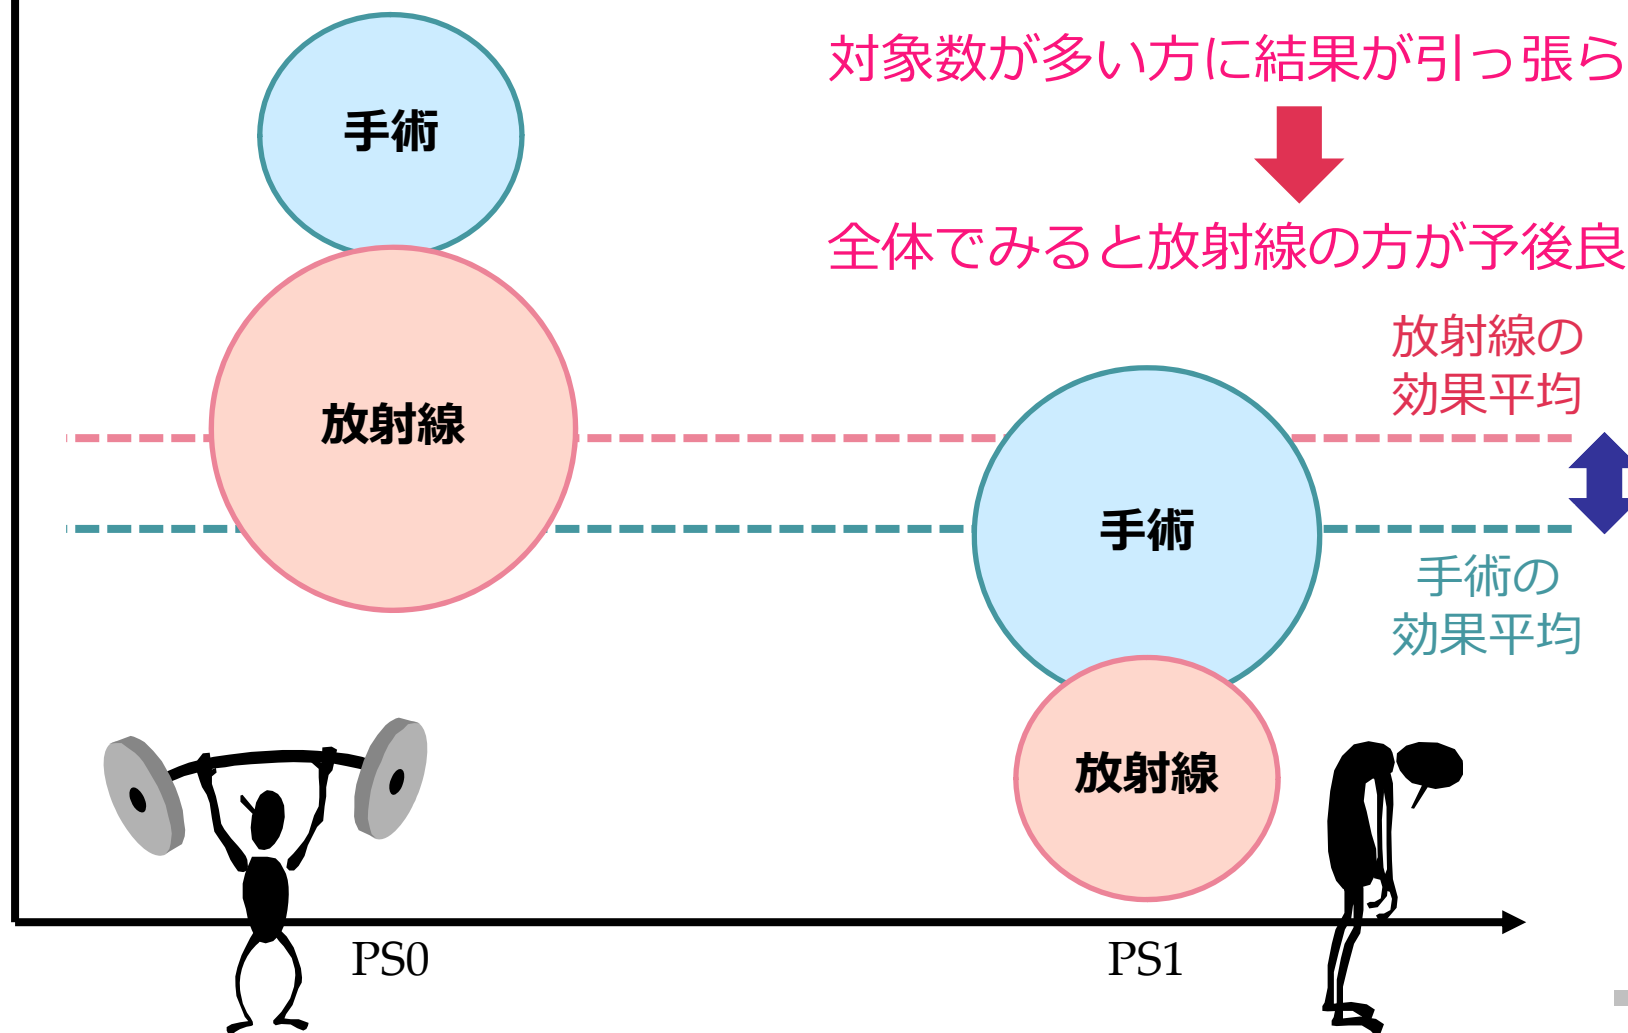 対象数が多い方に結果が引っ張ら
全体でみると放射線の方が予後良
手術
放射線
放射線の
効果平均
手術
手術の
効果平均
放射線
PS0
PS1